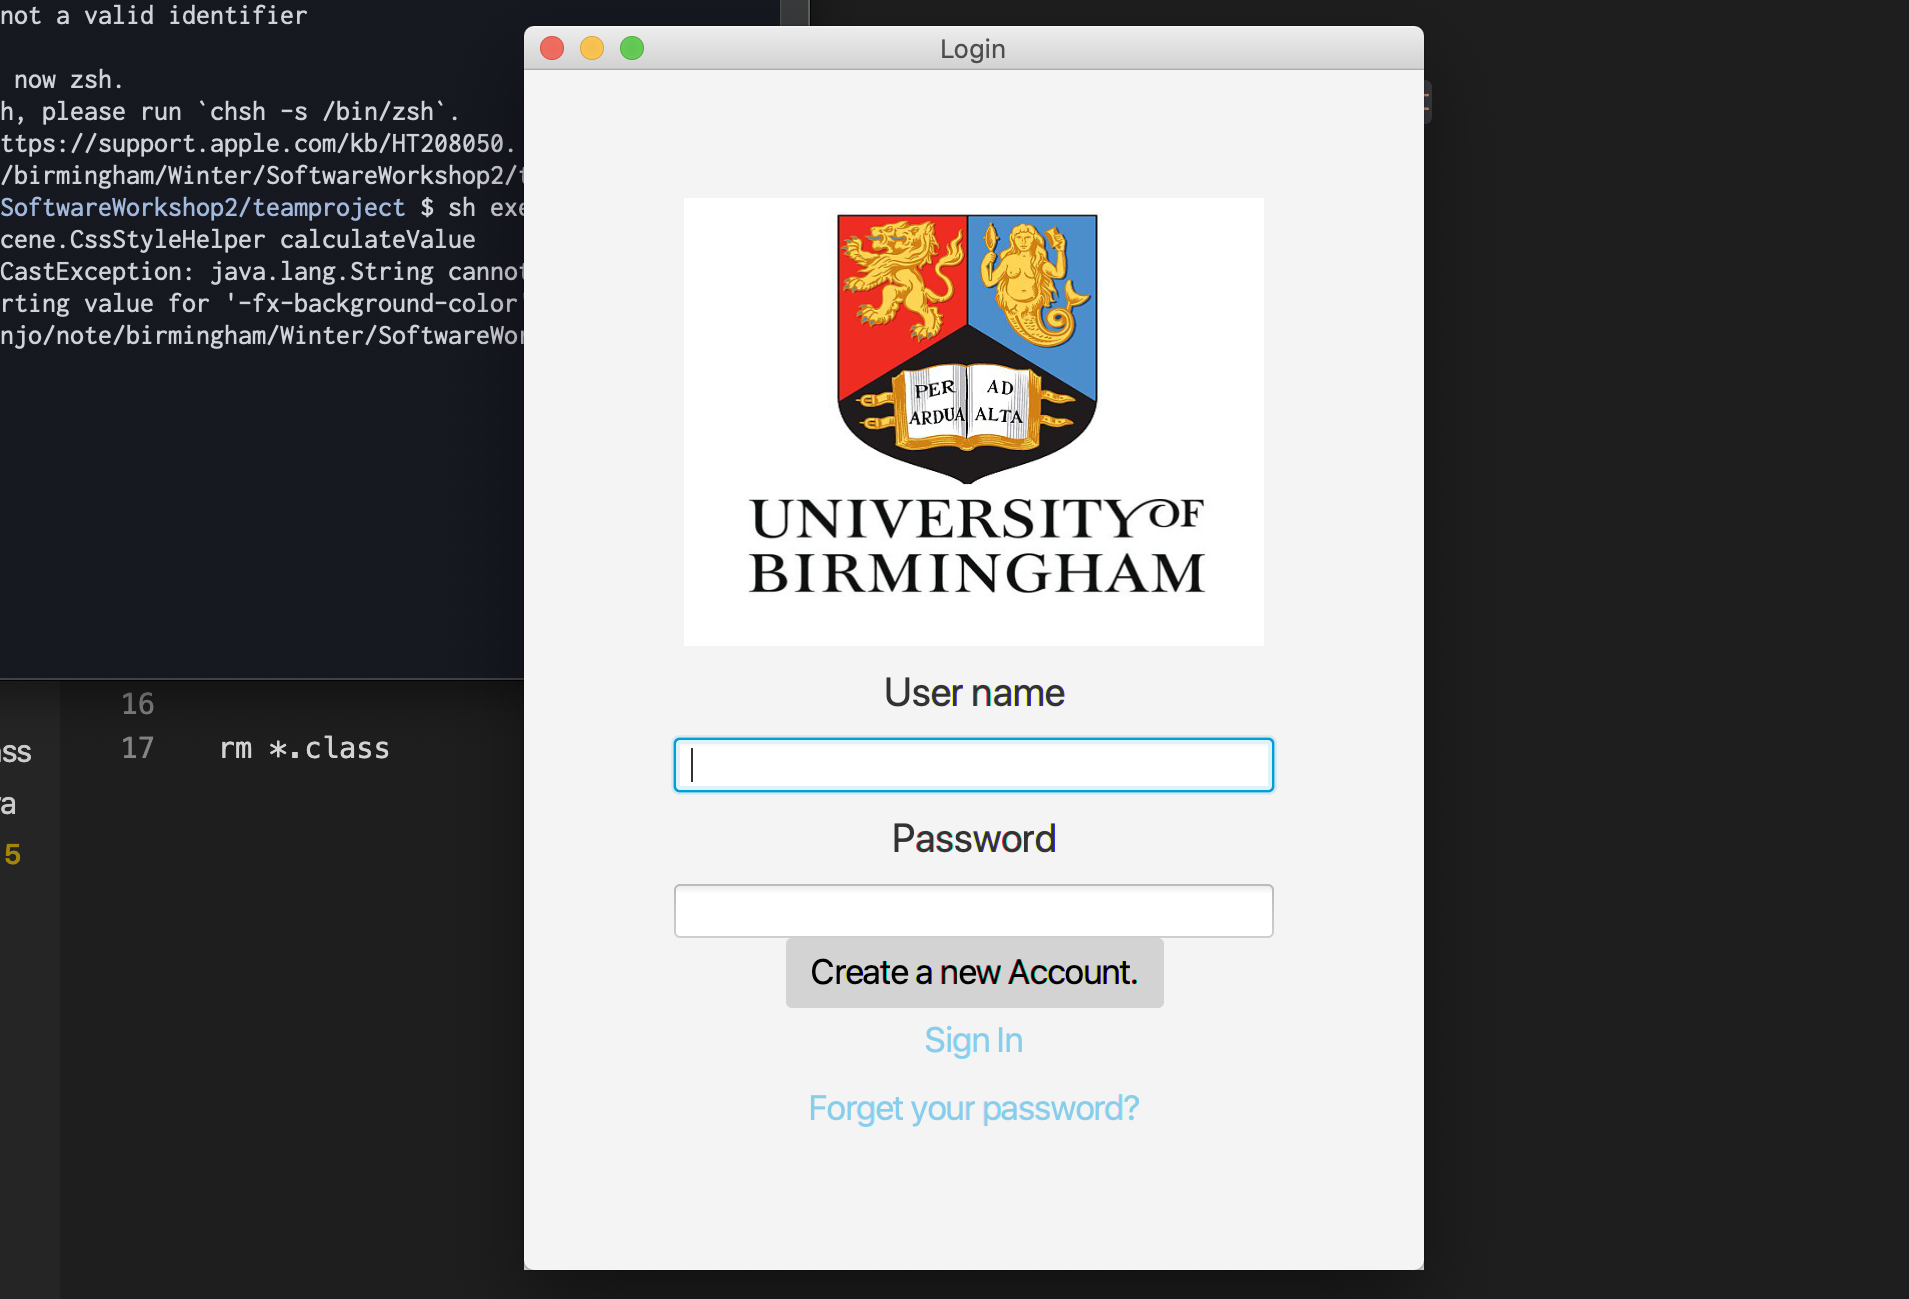 not a valid identifier
now zsh.
h, please run `chsh -s /bin/zsh`.
ttps://support.apple.com/kb/HT208050.
/birmingham/Winter/SoftwareWorkshop2/t
SoftwareWorkshop2/teamproject $ sh exe
cene.CssStyleHelper calculateValue
CastException: java.lang.String cannot
rting value for '-fx-background-color'
njo/note/birmingham/Winter/SoftwareWor
16
17 rm *.class
ass
va
5
Login
PER ARDUA
AD ALTA
UNIVERSITY OF
BIRMINGHAM
User name
Password
Create a new Account.
Sign In
Forget your password?